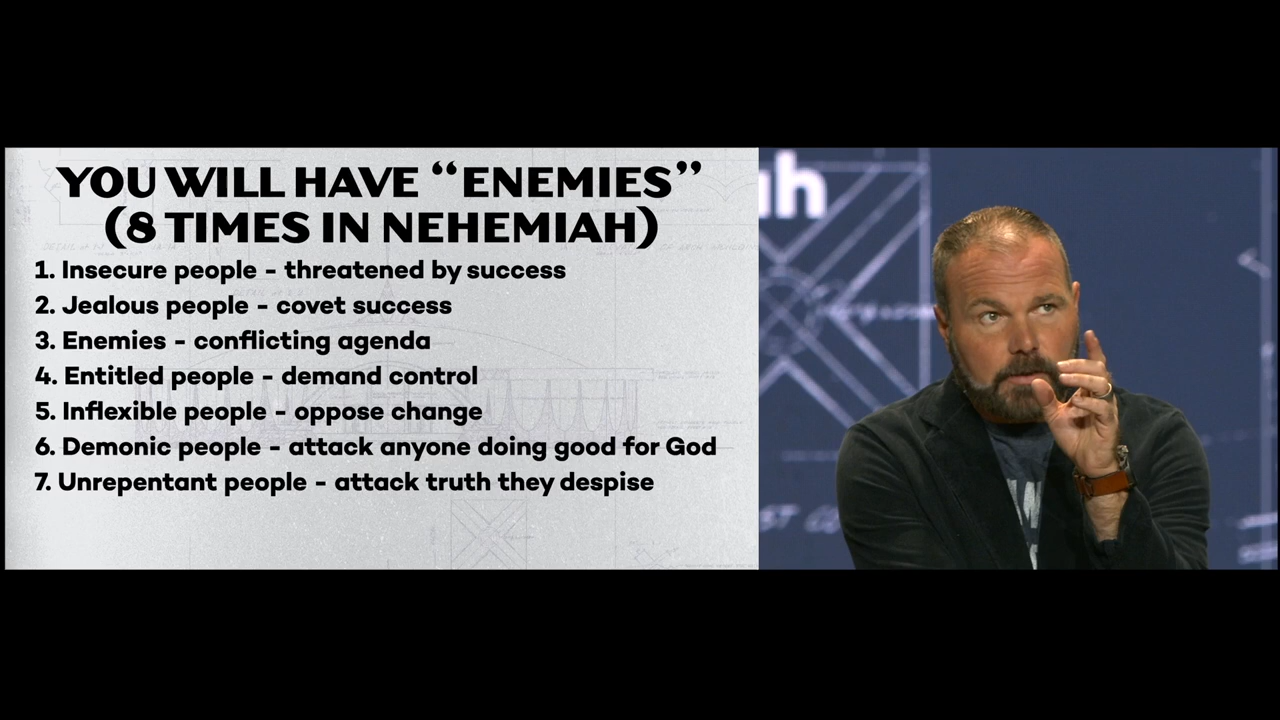 YOU WILL HAVE “ENEMIES”
(8 TIMES IN NEHEMIAH)
1. Insecure people - threatened by success
2. Jealous people - covet success
3. Enemies - conflicting agenda
4. Entitled people - demand control
5. Inflexible people - oppose change
6. Demonic people - attack anyone doing good for God
7. Unrepentant people - attack truth they despise
ah